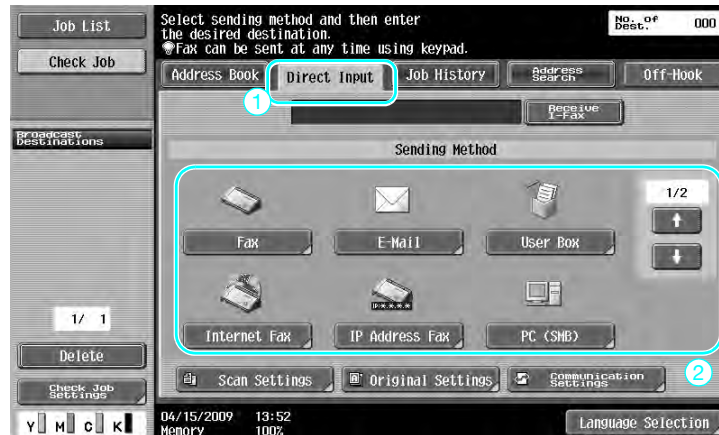 Job List
Check Job
Select sending method and then enter
the desired destination.
Fax can be sent at any time using keypad.
No. of
Dest.
000
Address Book
Direct Input
Job History
Address
Search
Off-Hook
1
Receive
I-Fax
Broadcast
Destinations
Sending Method
1/2
Fax
E-Mail
User Box
Internet Fax
IP:*.*.*.*
IP Address Fax
PC (SMB)
1/ 1
Delete
Check Job
Settings
Scan Settings
Original Settings
Communication
Settings
2
Y M C K
04/15/2009 13:52
Memory 100%
Language Selection